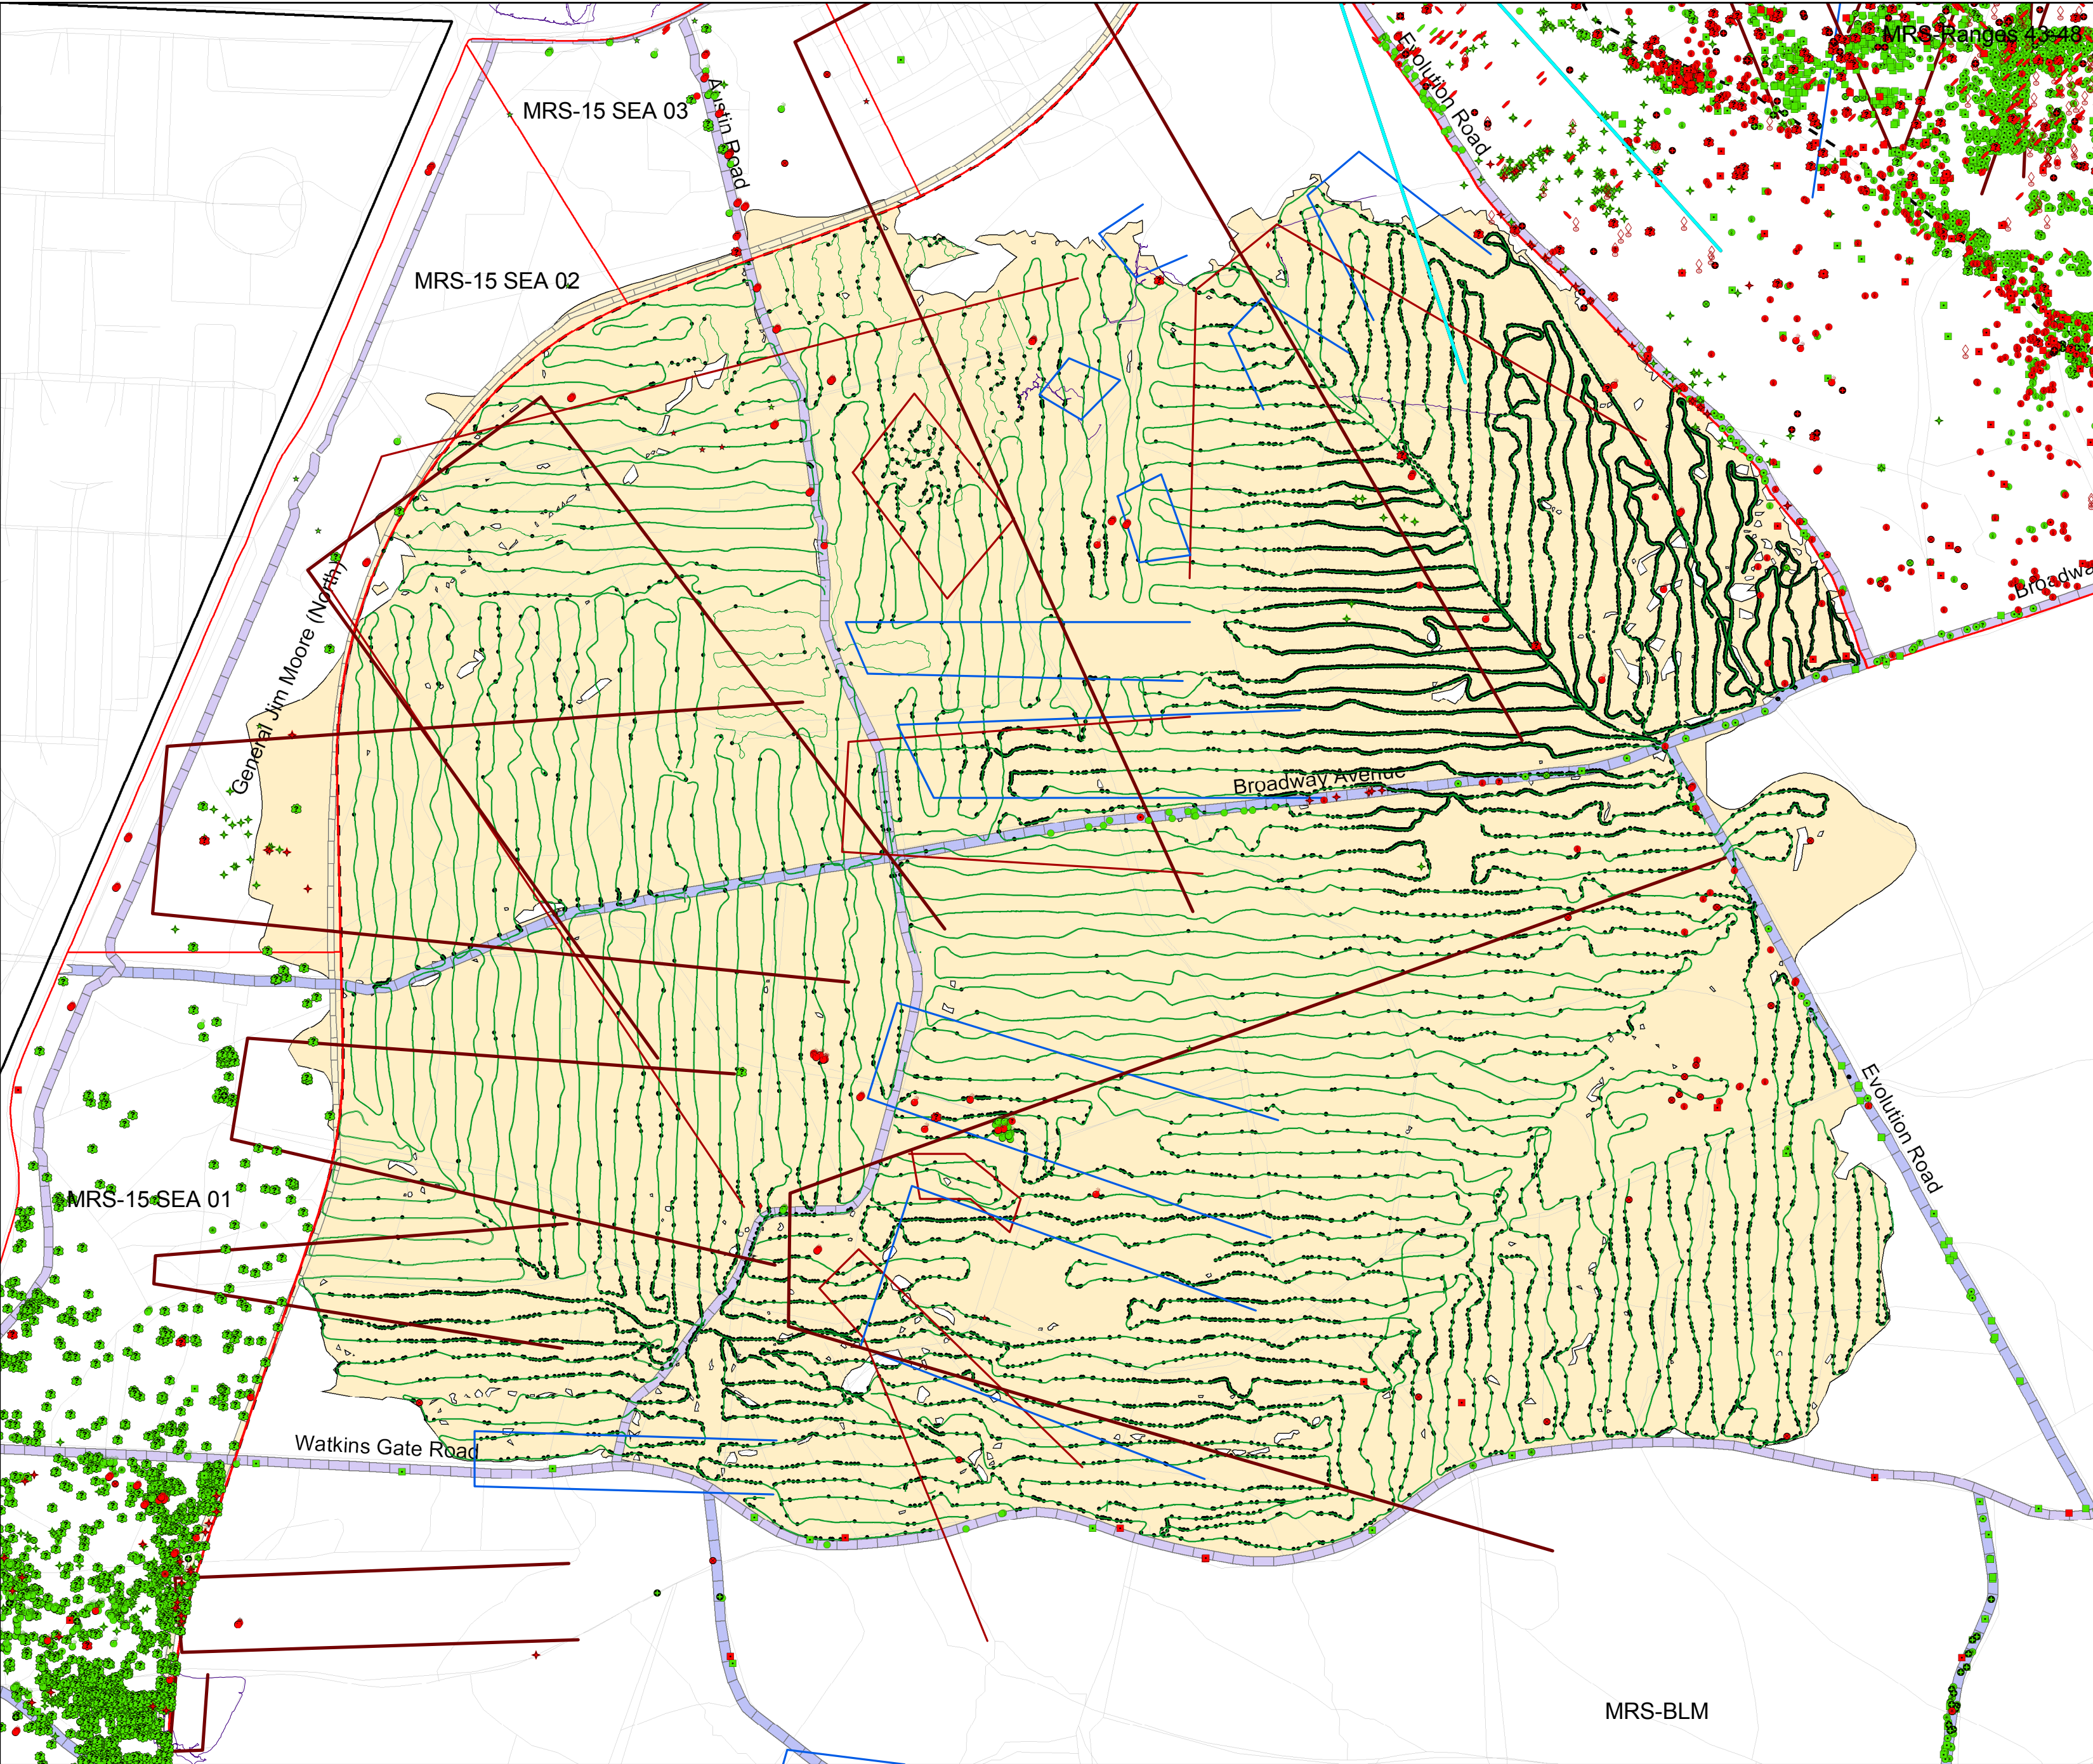 MRS-Ranges 43-48
Evolution Road
MRS-15 SEA 03
Austin Road
MRS-15 SEA 02
General Jim Moore (North)
Broadway Avenue
Evolution Road
MRS-15 SEA 01
Watkins Gate Road
MRS-BLM